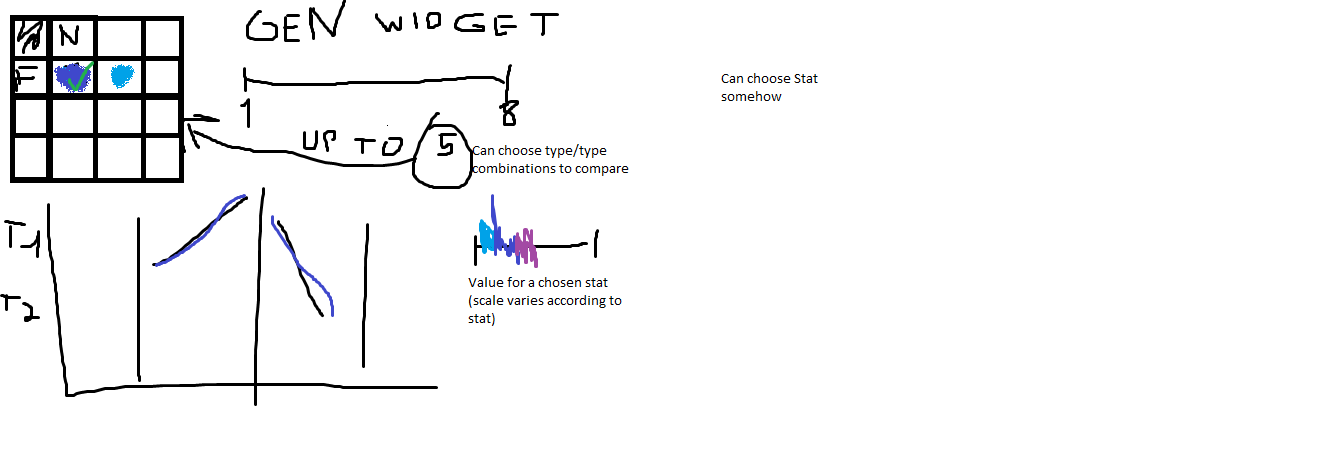 GEN WIDGET
N
F
1
8
UP TO 5
Can choose Stat
somehow
Can choose type/type
combinations to compare
T1
T2
Value for a chosen stat
(scale varies according to
stat)